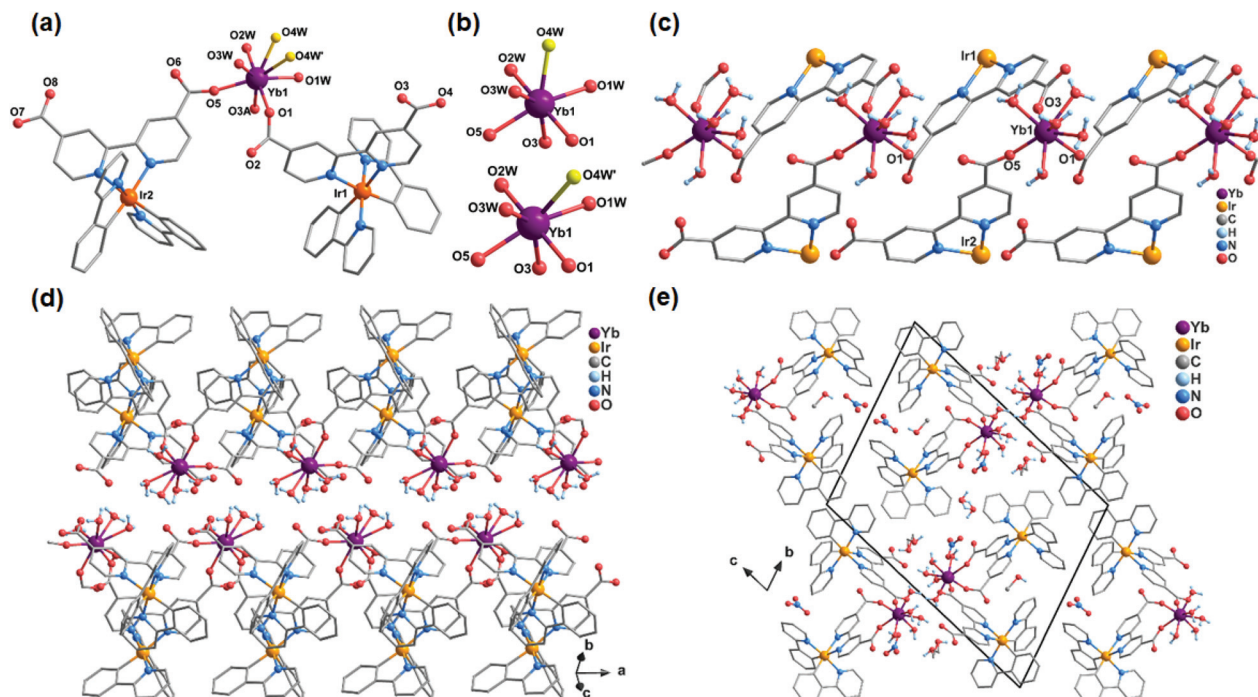 (a)
O8
O7
O6
O5
O2W
O3W
O4W
O4W'
O1W
Yb1
O3A
O1
O2
O3
O4
Ir2
Ir1
(b)
O4W
O2W
O3W
O1W
Yb1
O5
O3
O1
O2W
O4W'
O3W
O1W
Yb1
O5
O3
O1
(c)
Ir1
O3
Yb1
O1
O5
Ir2
Yb
Ir
C
H
N
O
(d)
Yb
Ir
C
H
N
O
b
a
c
(e)
Yb
Ir
C
H
N
O
c
b